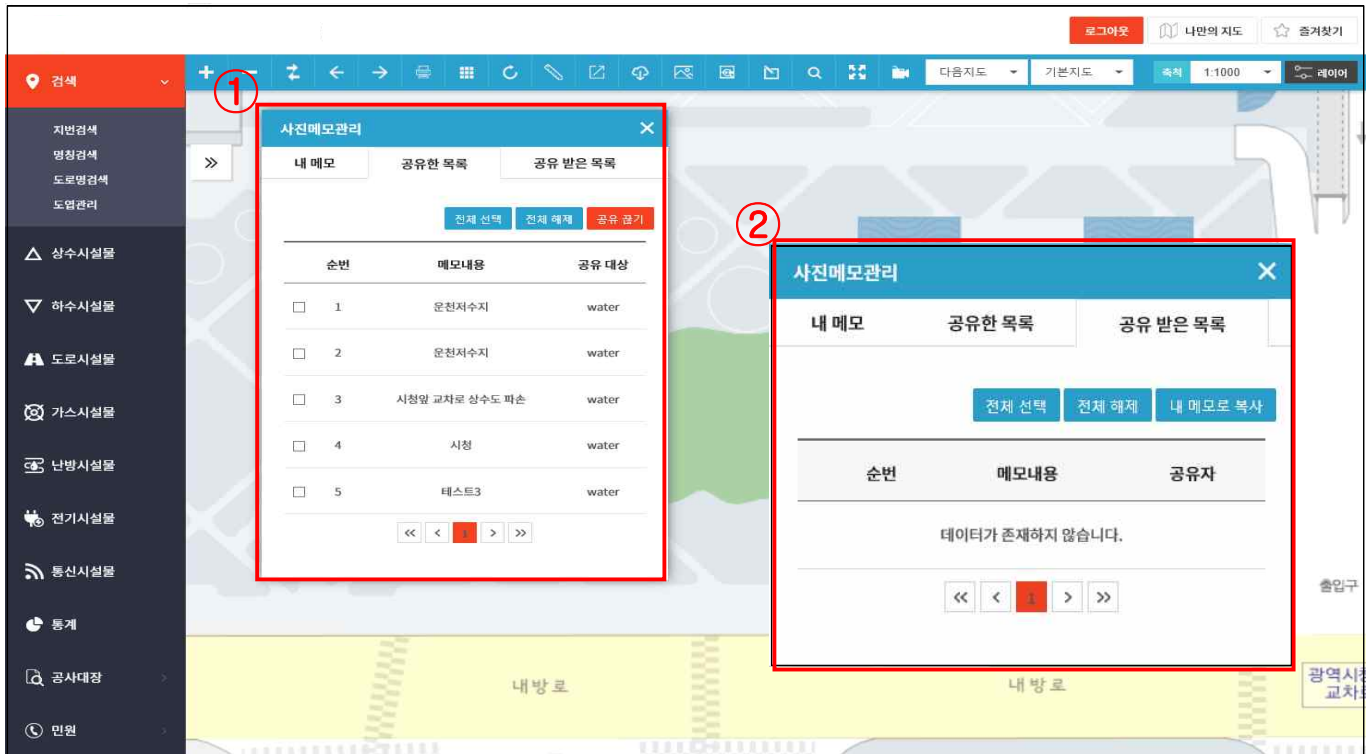 로그아웃 나만의 지도 즐겨찾기
검색
다음지도 기본지도 축척 1:1000 레이어
지번검색
명칭검색
도로명검색
도엽관리
상수시설물
하수시설물
도로시설물
가스시설물
난방시설물
전기시설물
통신시설물
통계
공사대장
민원
①
사진메모관리
내 메모 공유한 목록 공유 받은 목록
전체 선택 전체 해제 공유 끊기
순번 메모내용 공유 대상
1 운천저수지 water
2 운천저수지 water
3 시청앞 교차로 상수도 파손 water
4 시청 water
5 테스트3 water
1
②
사진메모관리
내 메모 공유한 목록 공유 받은 목록
전체 선택 전체 해제 내 메모로 복사
순번 메모내용 공유자
데이터가 존재하지 않습니다.
1
출입구
내방로 내방로
광역시청
교차로